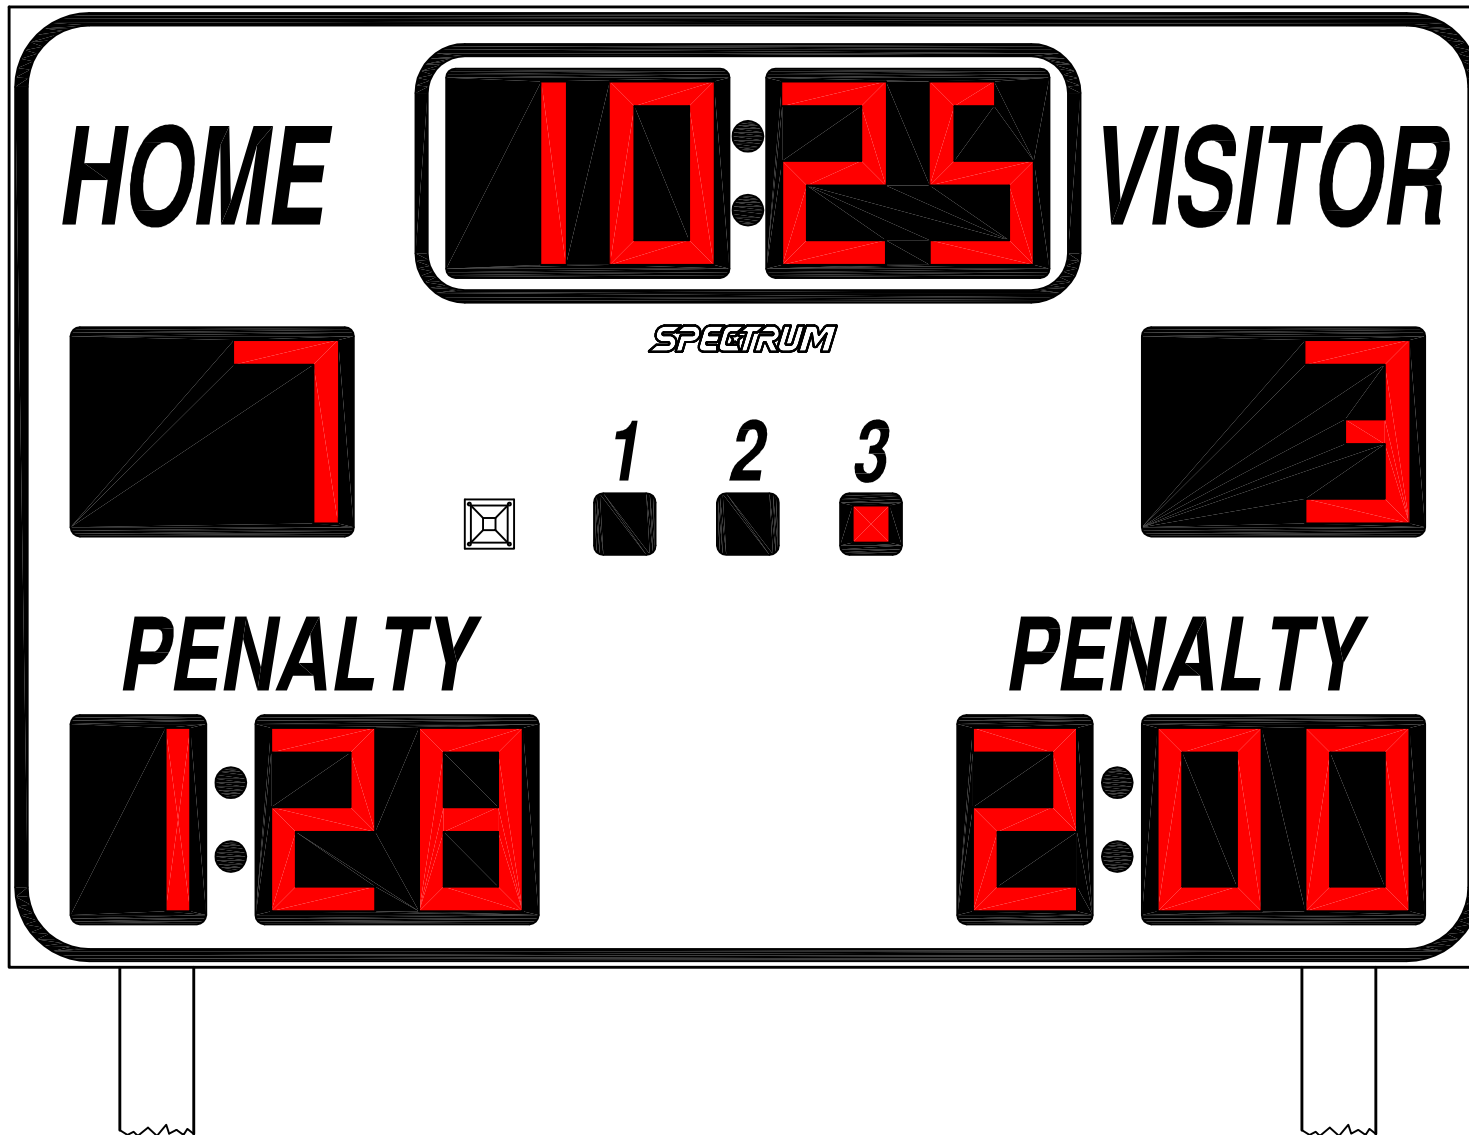 HOME 10:25 VISITOR
SPECTRUM
7 3
1 2 3
PENALTY PENALTY
1:28 2:00